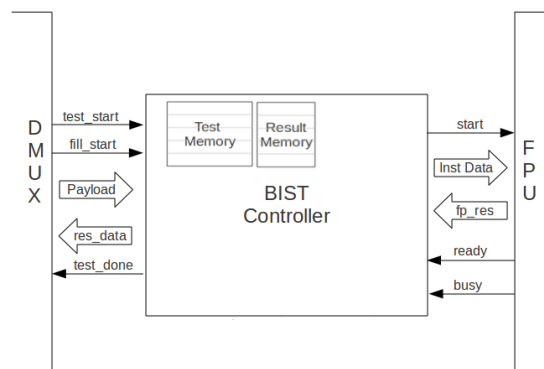 D
M
U
X
test_start
fill_start
Payload
res_data
test_done
Test
Memory
Result
Memory
BIST
Controller
start
Inst Data
fp_res
ready
busy
F
P
U